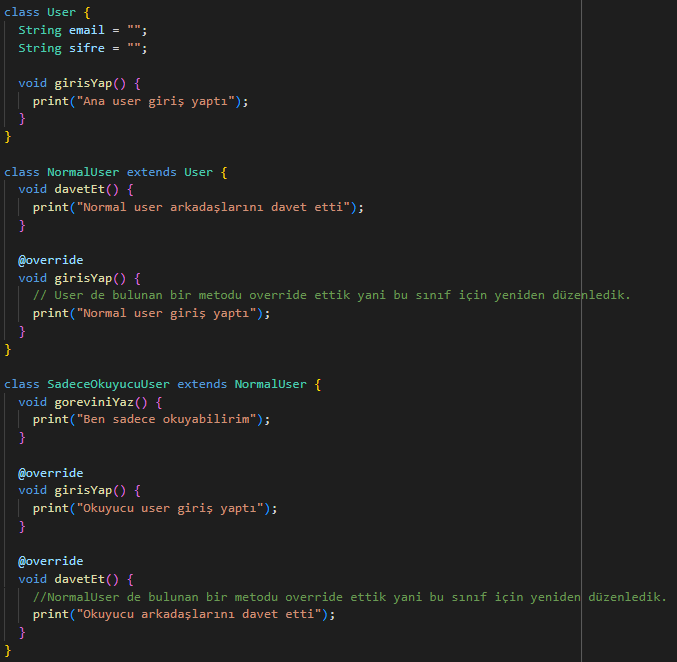 class User {
  String email = "";
  String sifre = "";

  void girisYap() {
    print("Ana user giriş yaptı");
  }
}

class NormalUser extends User {
  void davetEt() {
    print("Normal user arkadaşlarını davet etti");
  }

  @override
  void girisYap() {
    // User de bulunan bir metodu override ettik yani bu sınıf için yeniden düzenledik.
    print("Normal user giriş yaptı");
  }
}

class SadeceOkuyucuUser extends NormalUser {
  void goreviniYaz() {
    print("Ben sadece okuyabilirim");
  }

  @override
  void girisYap() {
    print("Okuyucu user giriş yaptı");
  }

  @override
  void davetEt() {
    //NormalUser de bulunan bir metodu override ettik yani bu sınıf için yeniden düzenledik.
    print("Okuyucu arkadaşlarını davet etti");
  }
}